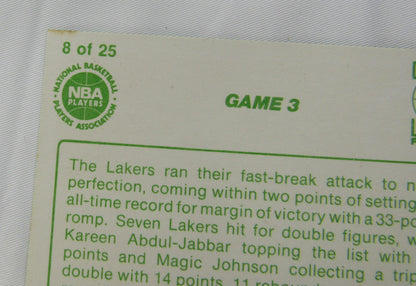 8 of 25
NATIONAL BASKETBALL
NBA
PLAYERS
PLAYERS ASSOCIATION
GAME 3
The Lakers ran their fast-break attack to
perfection, coming within two points of setting
all-time record for margin of victory with a 33-po
romp. Seven Lakers hit for double figures, w
Kareen Abdul-Jabbar topping the list with
points and Magic Johnson collecting a trip
double with 14 points, 11